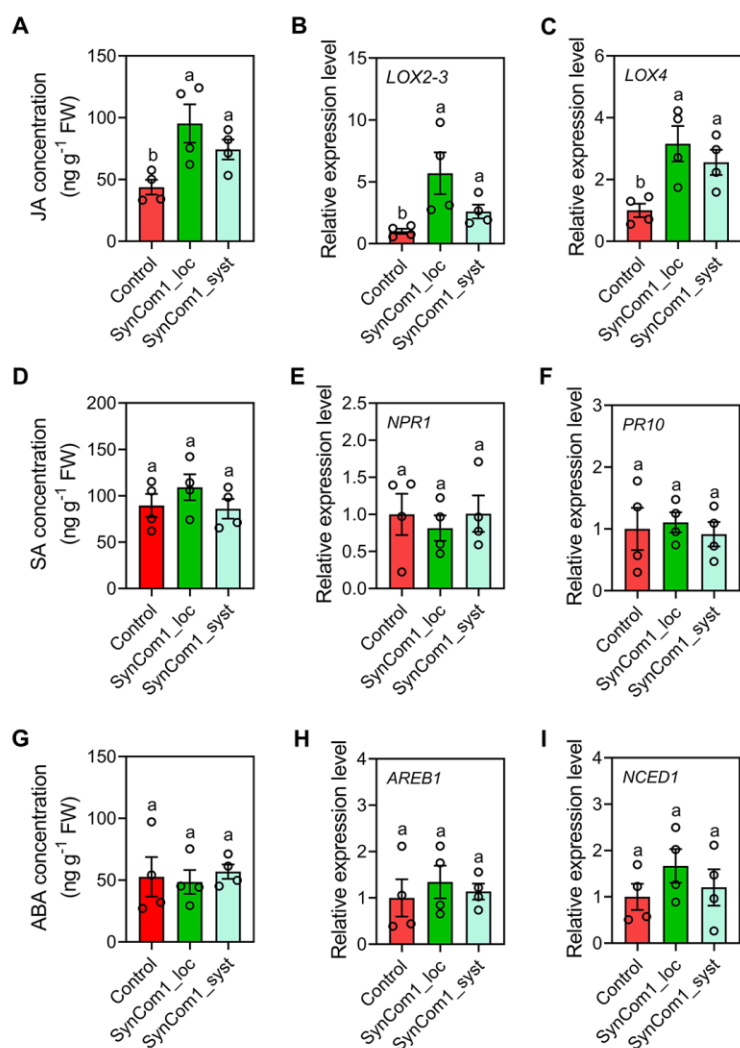 A
JA concentration
(ng g⁻¹ FW)
150
100
50
0
b
a
a
Control
SynCom1_loc
SynCom1_syst
B
Relative expression level
15
10
5
0
LOX2-3
b
a
a
Control
SynCom1_loc
SynCom1_syst
C
Relative expression level
6
4
2
0
LOX4
b
a
a
Control
SynCom1_loc
SynCom1_syst
D
SA concentration
(ng g⁻¹ FW)
200
150
100
50
0
a
a
a
Control
SynCom1_loc
SynCom1_syst
E
Relative expression level
2.5
2.0
1.5
1.0
0.5
0.0
NPR1
a
a
a
Control
SynCom1_loc
SynCom1_syst
F
Relative expression level
3
2
1
0
PR10
a
a
a
Control
SynCom1_loc
SynCom1_syst
G
ABA concentration
(ng g⁻¹ FW)
150
100
50
0
a
a
a
Control
SynCom1_loc
SynCom1_syst
H
Relative expression level
4
3
2
1
0
AREB1
a
a
a
Control
SynCom1_loc
SynCom1_syst
I
Relative expression level
4
3
2
1
0
NCED1
a
a
a
Control
SynCom1_loc
SynCom1_syst